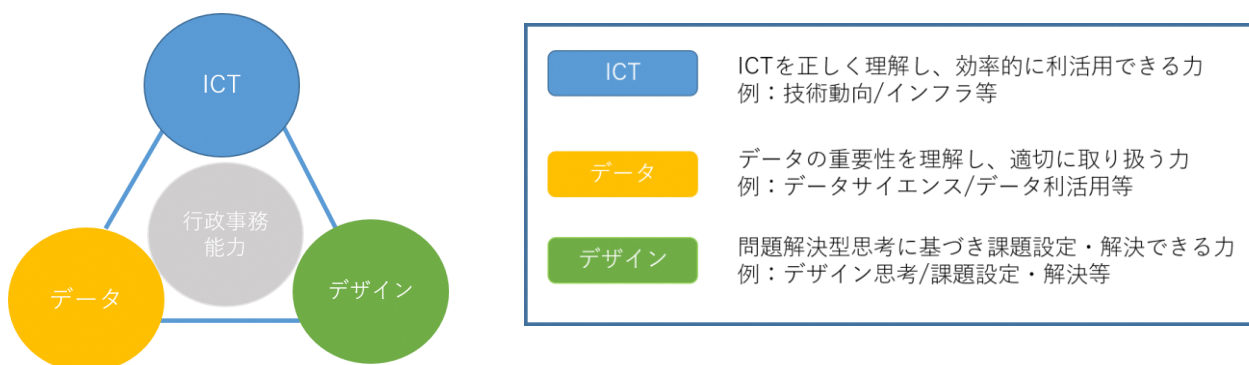 ICT
行政事務
能力
データ
デザイン
ICT
ICTを正しく理解し、効率的に利活用できる力
例：技術動向/インフラ等
データ
データの重要性を理解し、適切に取り扱う力
例：データサイエンス/データ利活用等
デザイン
問題解決型思考に基づき課題設定・解決できる力
例：デザイン思考/課題設定・解決等